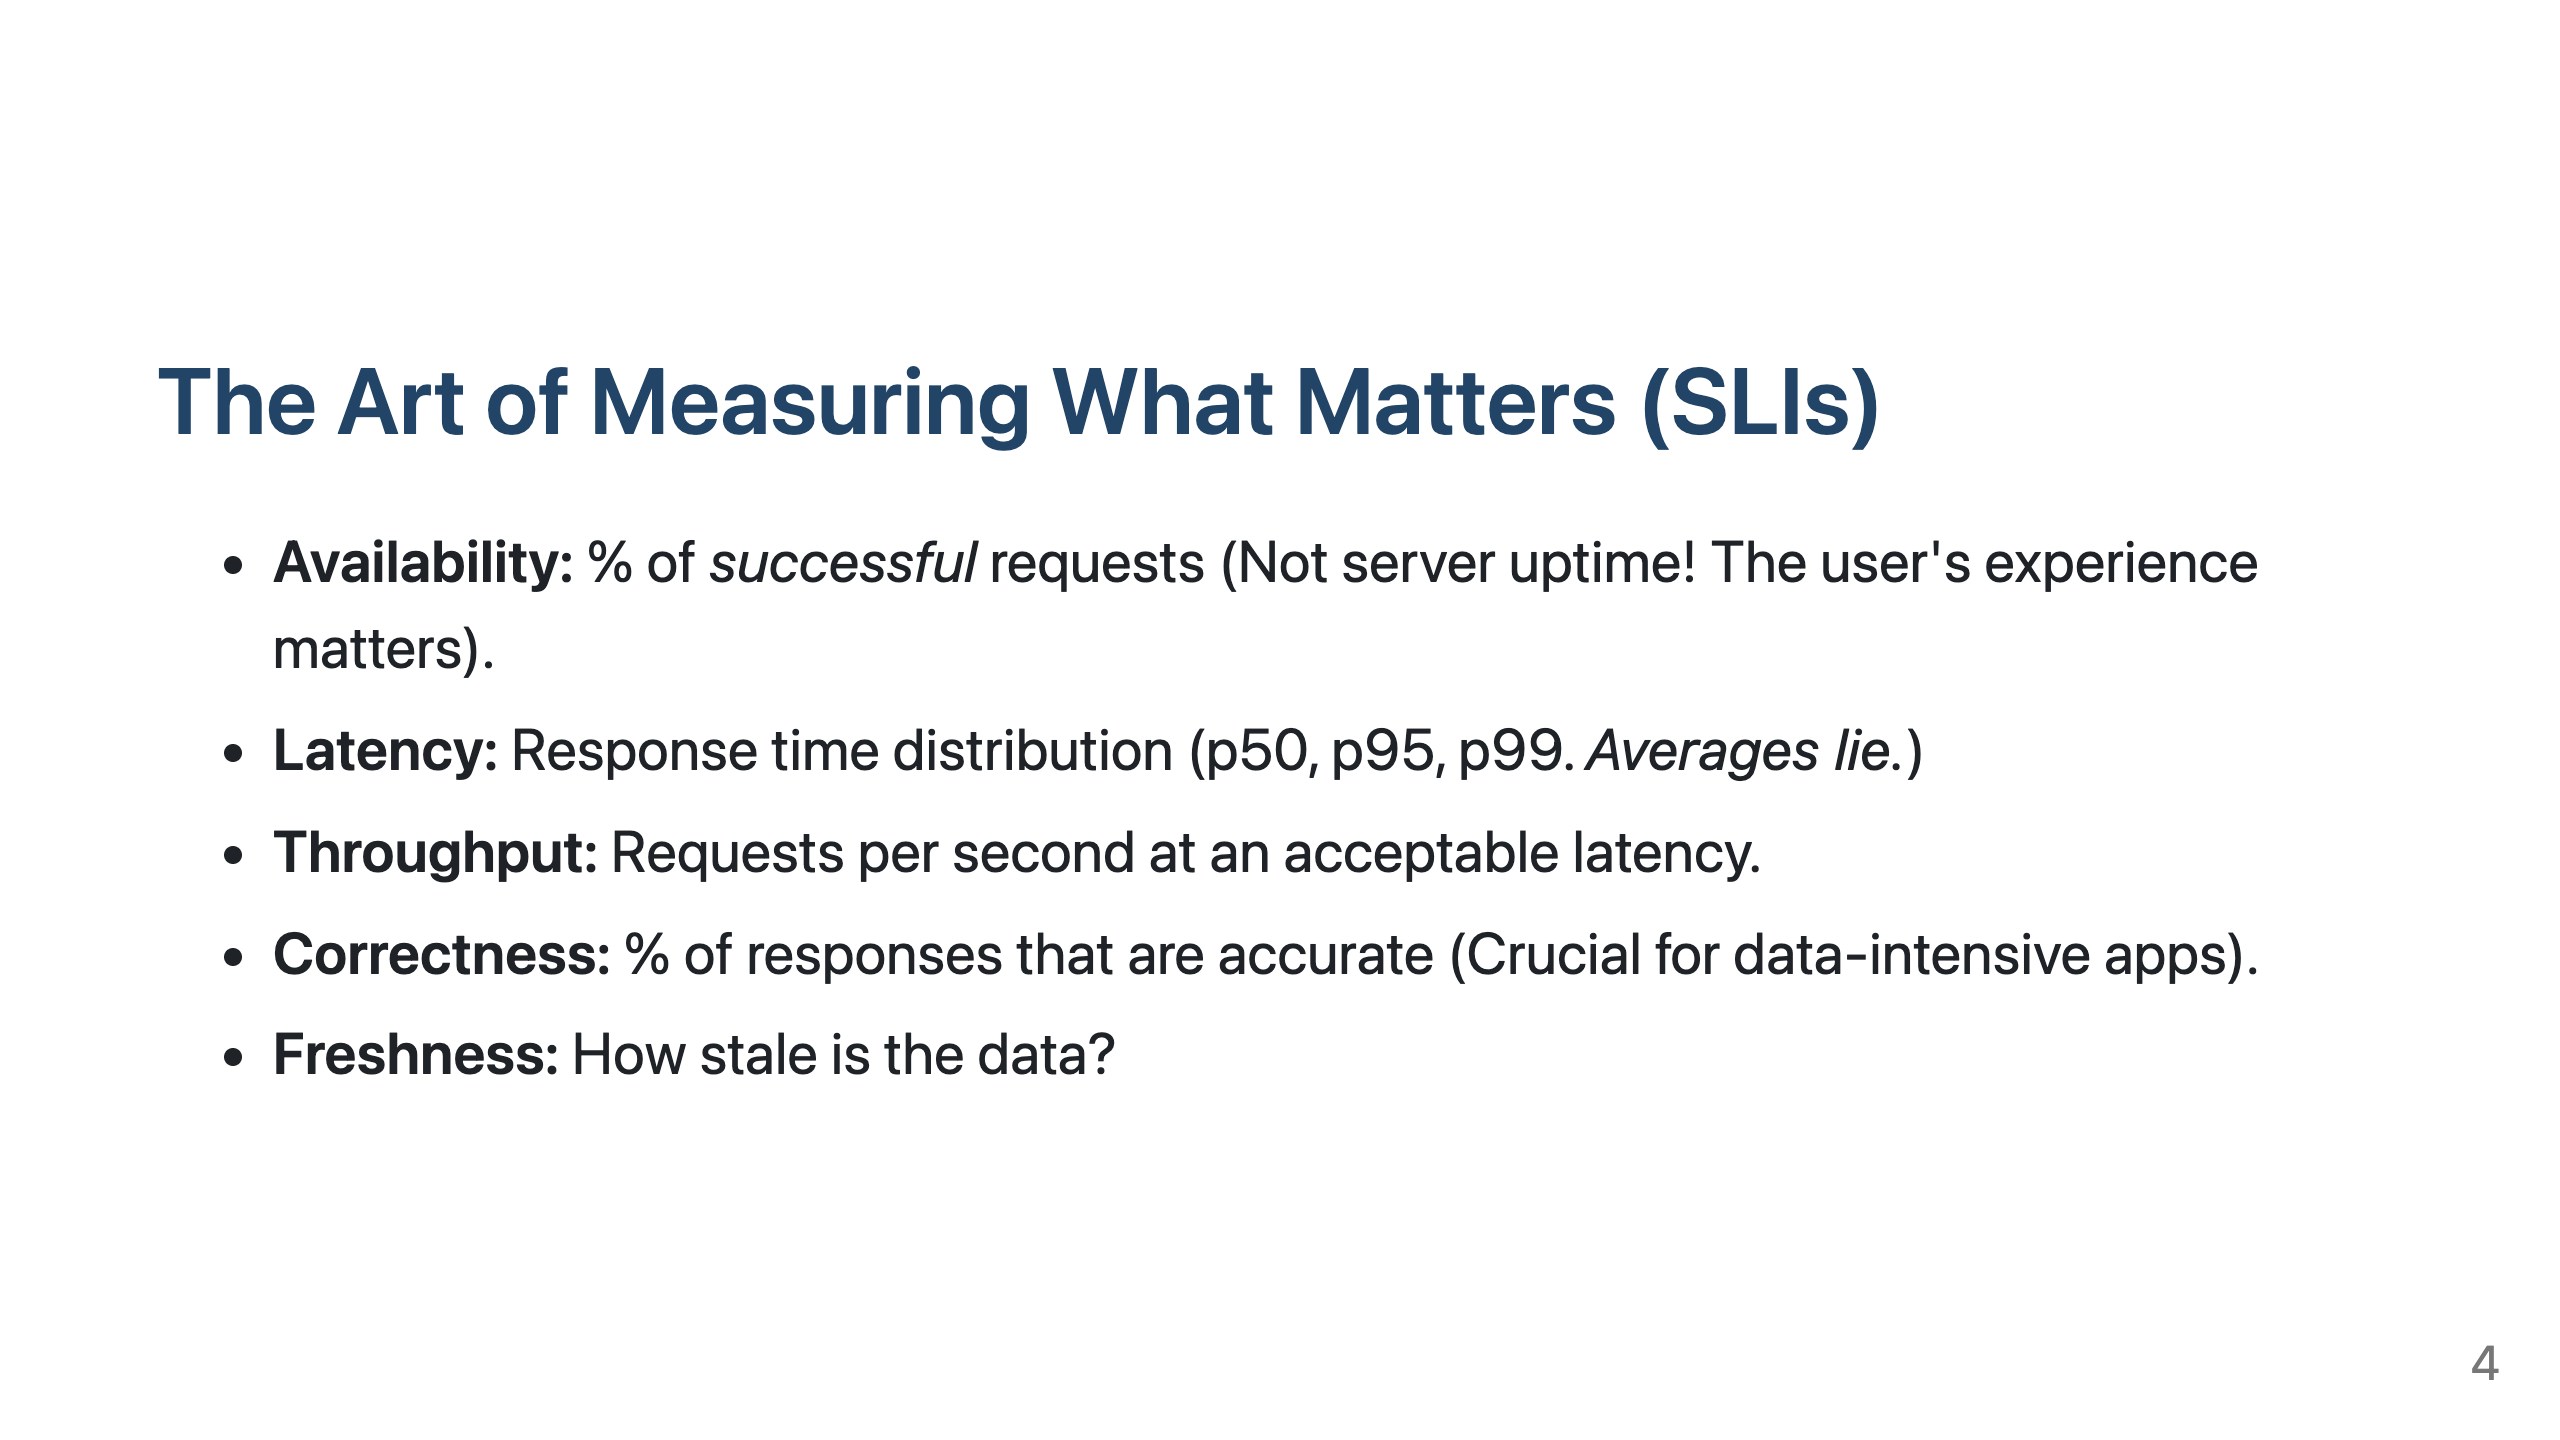 The Art of Measuring What Matters (SLIs)
• Availability: % of successful requests (Not server uptime! The user's experience
matters).
• Latency: Response time distribution (p50, p95, p99. Averages lie.)
• Throughput: Requests per second at an acceptable latency.
• Correctness: % of responses that are accurate (Crucial for data-intensive apps).
• Freshness: How stale is the data?
4